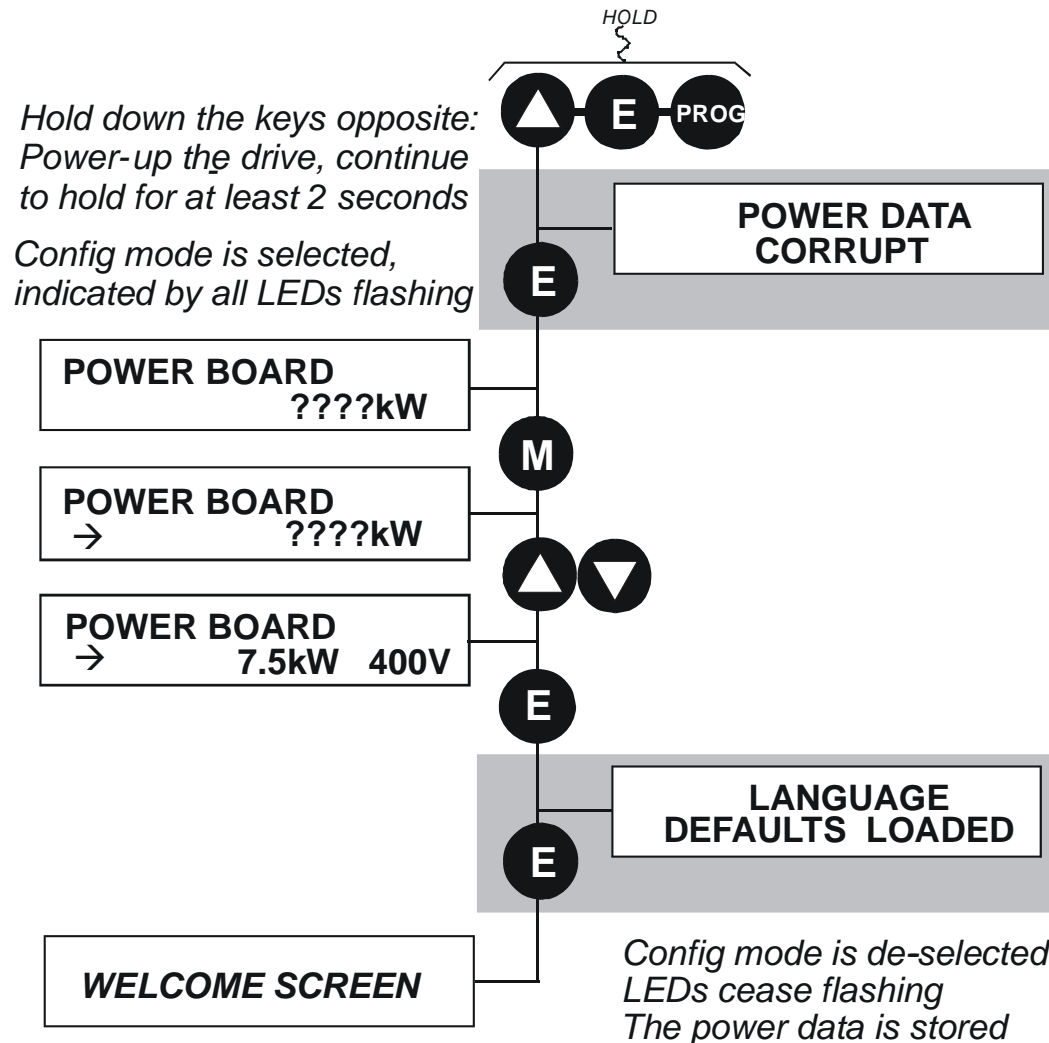 HOLD
E PROG
Hold down the keys opposite:
Power-up the drive, continue
to hold for at least 2 seconds
POWER DATA
CORRUPT
Config mode is selected,
indicated by all LEDs flashing
E
POWER BOARD
????kW
M
POWER BOARD
→ ????kW
POWER BOARD
→ 7.5kW 400V
E
LANGUAGE
DEFAULTS LOADED
E
WELCOME SCREEN
Config mode is de-selected
LEDs cease flashing
The power data is stored